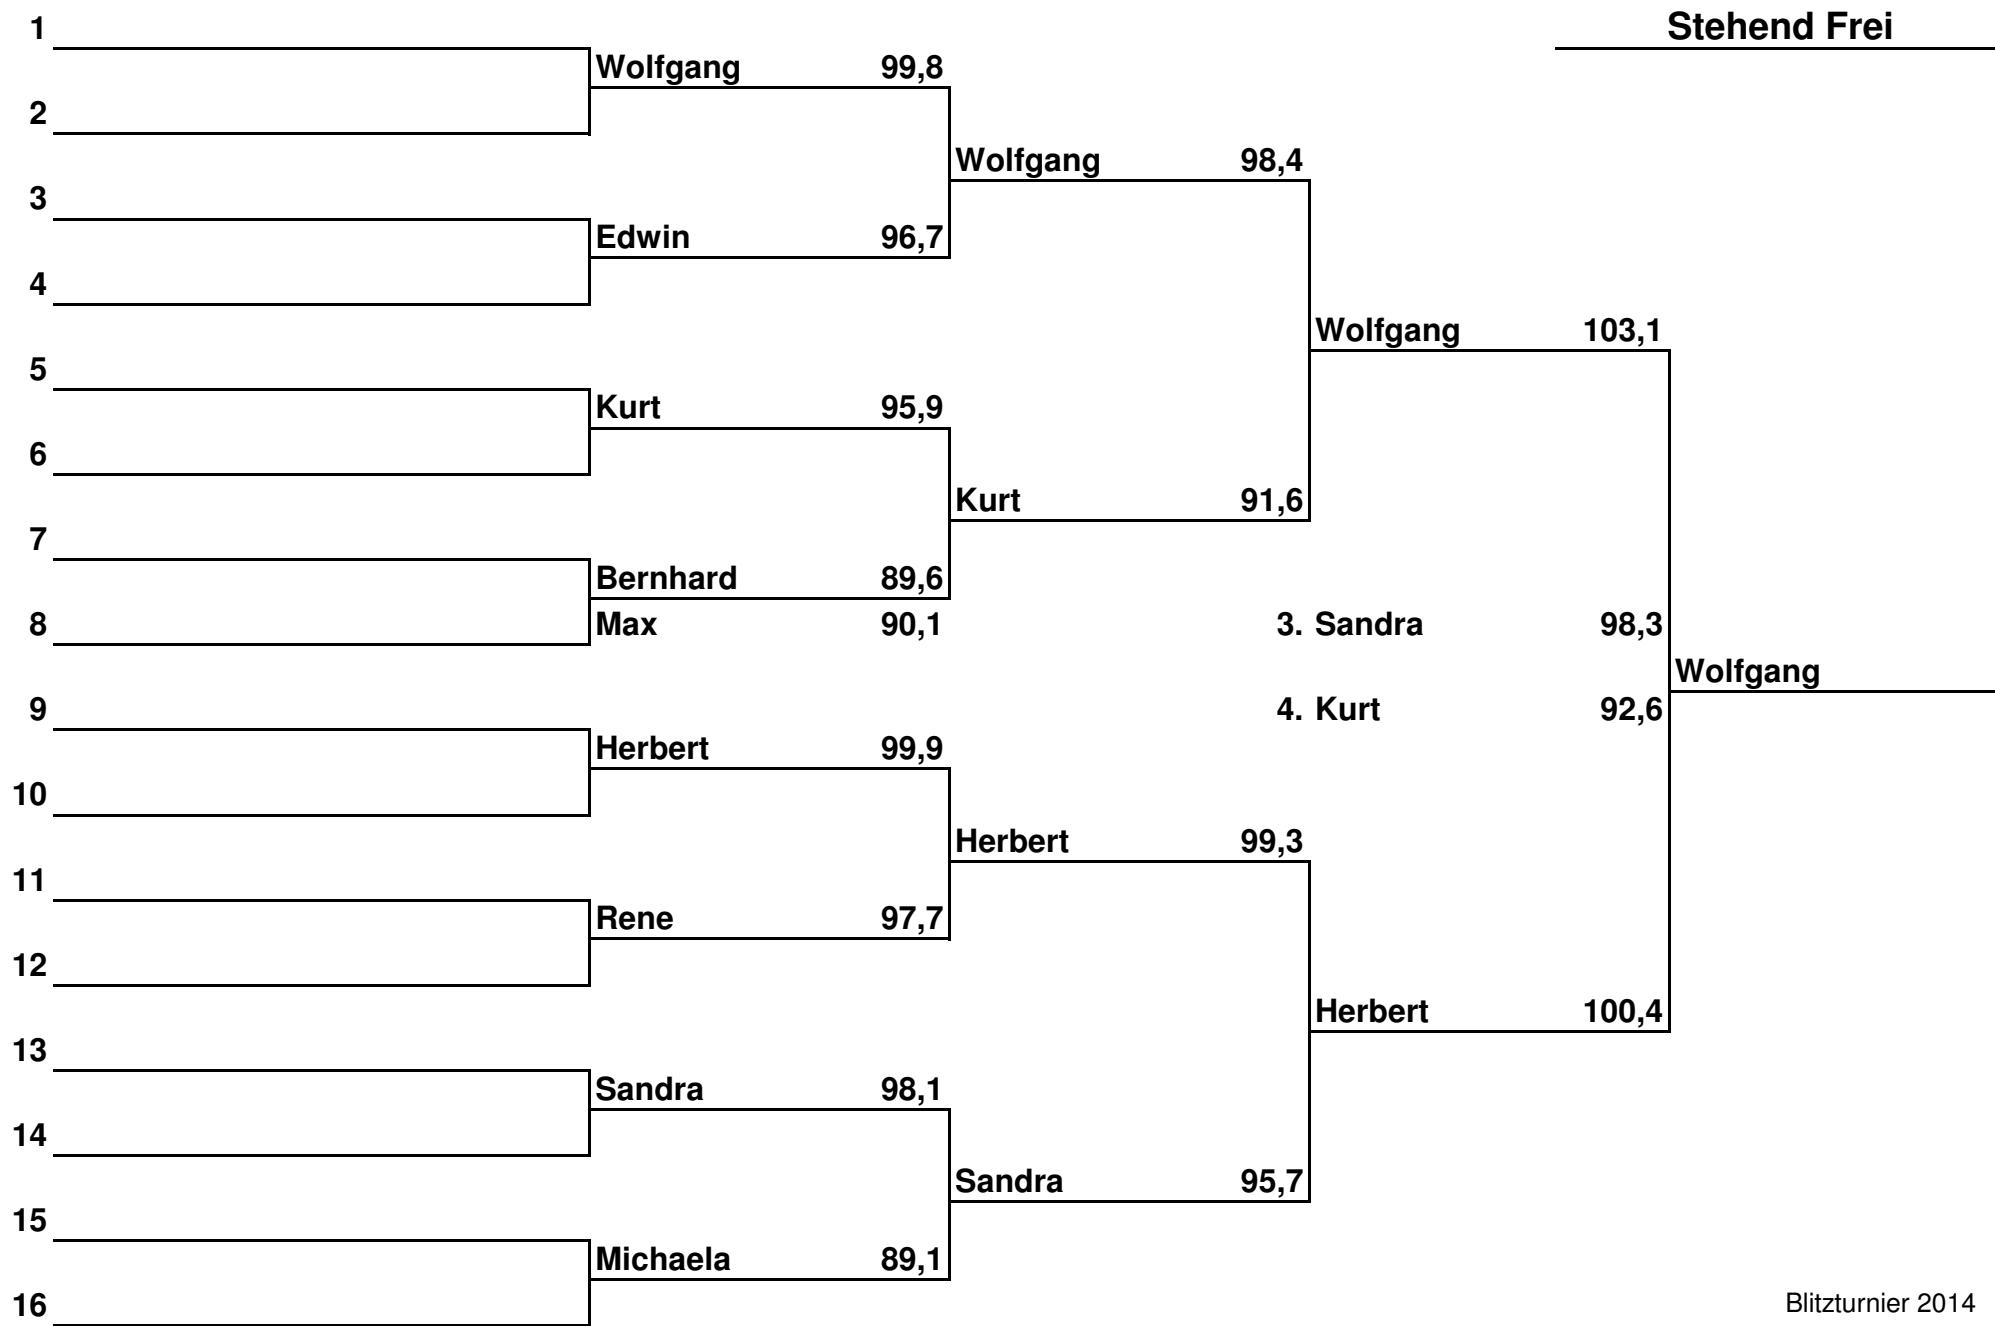 1
Stehend Frei
Wolfgang 99,8
2
Wolfgang 98,4
3
Edwin 96,7
4
Wolfgang 103,1
5
Kurt 95,9
6
Kurt 91,6
7
Bernhard 89,6
8 Max 90,1 3. Sandra 98,3
Wolfgang
9 4. Kurt 92,6
Herbert 99,9
10
Herbert 99,3
11
Rene 97,7
12
Herbert 100,4
13
Sandra 98,1
14
Sandra 95,7
15
Michaela 89,1
16
Blitzturnier 2014